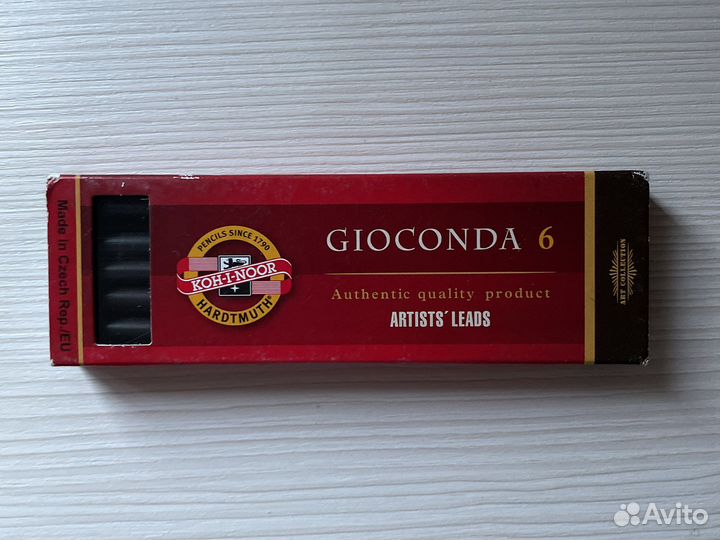 Made in Czech Rep./EU
PENCILS SINCE 1790
KOH-I-NOOR
HARDTMUTH®
GIOCONDA 6
Authentic quality product
ARTISTS' LEADS
ART COLLECTION
Avito